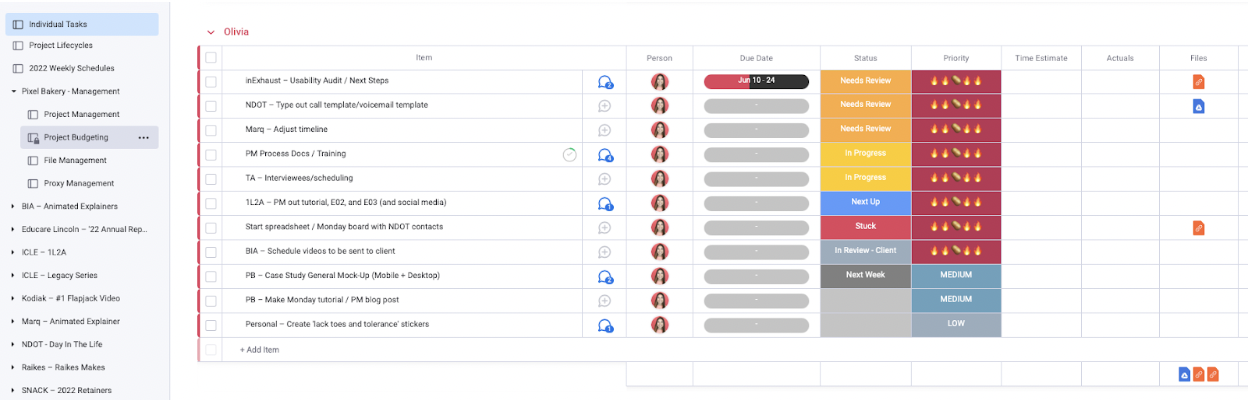 Individual Tasks
Project Lifecycles
2022 Weekly Schedules
Pixel Bakery - Management
Project Management
Project Budgeting
File Management
Proxy Management
BIA – Animated Explainers
Educare Lincoln – '22 Annual Rep...
ICLE – 1L2A
ICLE – Legacy Series
Kodiak – #1 Flapjack Video
Marq – Animated Explainer
NDOT - Day In The Life
Raikes – Raikes Makes
SNACK – 2022 Retainers
Olivia
Item Person Due Date Status Priority Time Estimate Actuals Files
inExhaust – Usability Audit / Next Steps 2 Jun 10 - 24 Needs Review
NDOT – Type out call template/voicemail template - Needs Review
Marq – Adjust timeline - Needs Review
PM Process Docs / Training 4 - In Progress
TA – Interviewees/scheduling - In Progress
1L2A – PM out tutorial, E02, and E03 (and social media) 1 - Next Up
Start spreadsheet / Monday board with NDOT contacts - Stuck
BIA – Schedule videos to be sent to client - In Review - Client
PB – Case Study General Mock-Up (Mobile + Desktop) 2 - Next Week MEDIUM
PB – Make Monday tutorial / PM blog post - MEDIUM
Personal – Create 'lack toes and tolerance' stickers 1 - LOW
+ Add Item